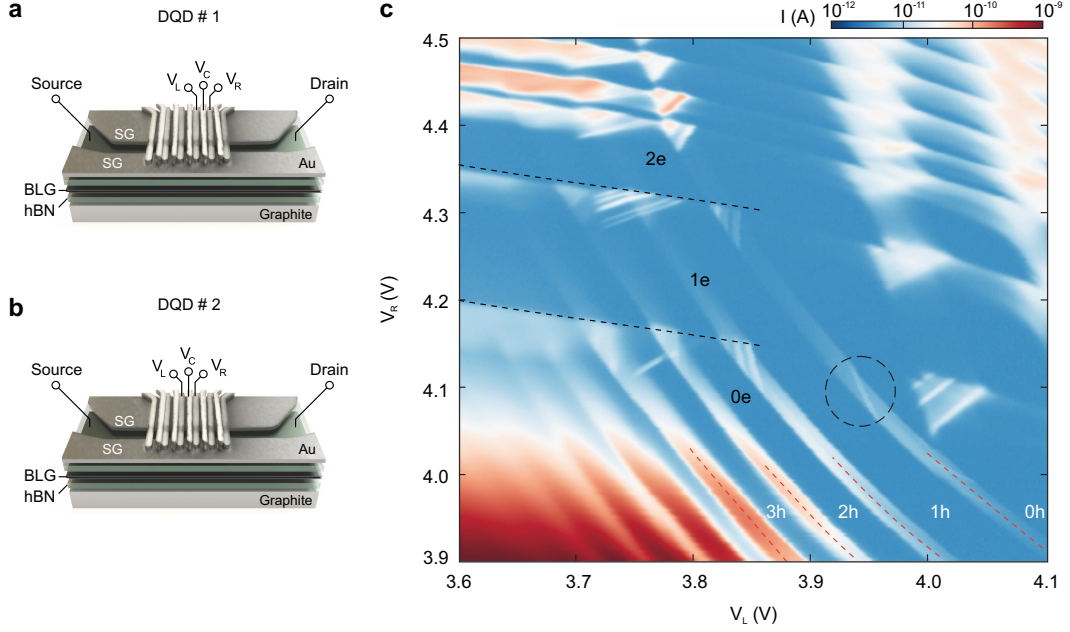 a
DQD # 1
V_L V_C V_R
Source
Drain
SG
SG
Au
BLG
hBN
Graphite
b
DQD # 2
V_L V_C V_R
Source
Drain
SG
SG
Au
BLG
hBN
Graphite
c
I (A)
10^-12 10^-11 10^-10 10^-9
4.5
4.4
4.3
4.2
4.1
4.0
3.9
V_R (V)
2e
1e
0e
3h 2h 1h 0h
3.6 3.7 3.8 3.9 4.0 4.1
V_L (V)